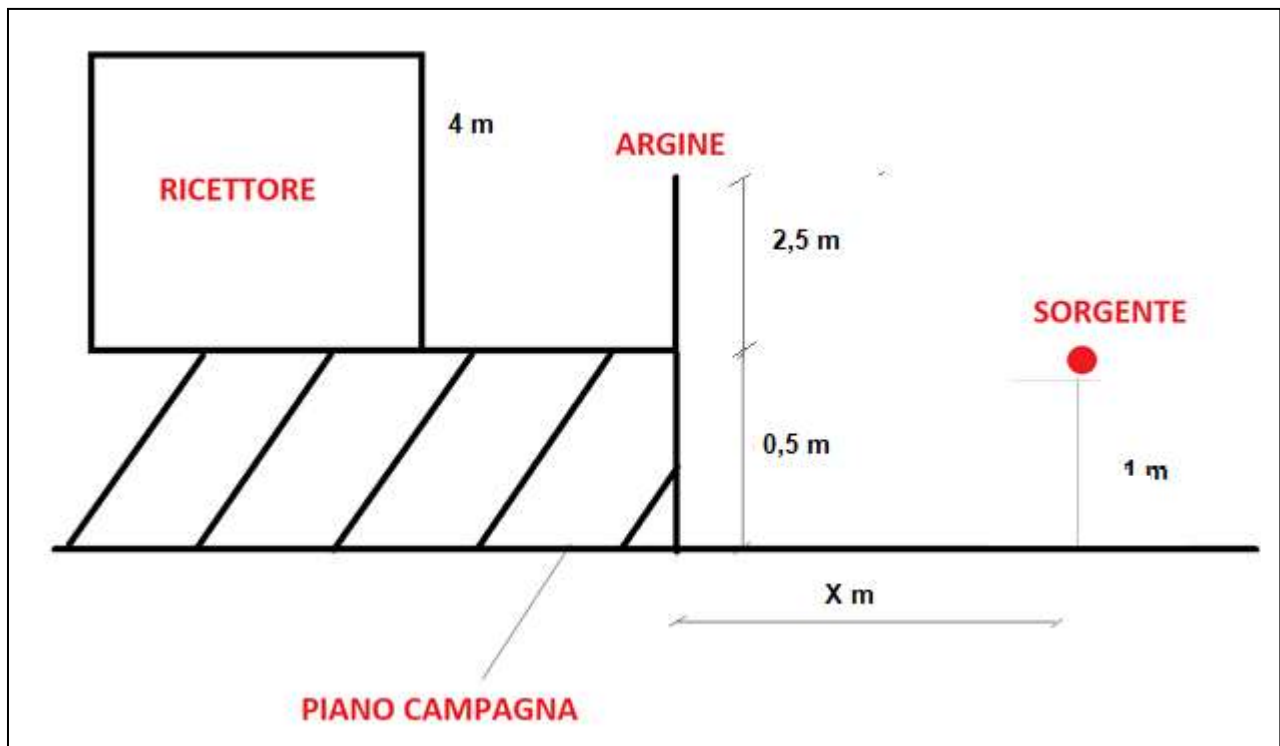 4 m
ARGINE
RICETTORE
2,5 m
SORGENTE
0,5 m
1 m
X m
PIANO CAMPAGNA